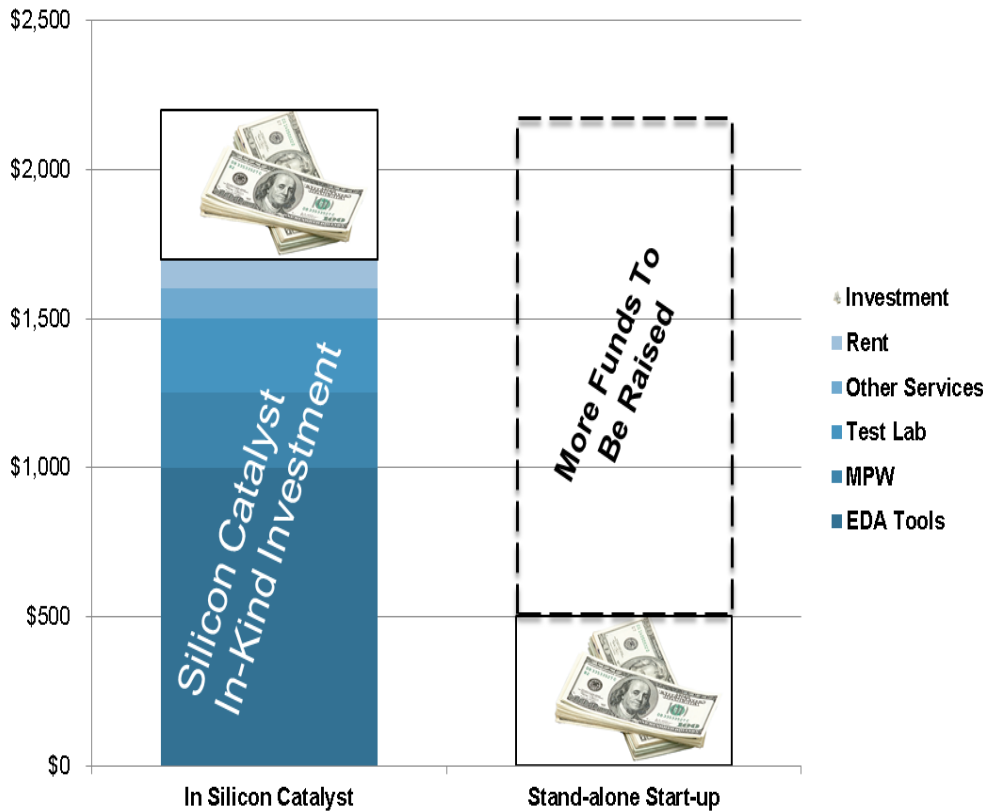 $2,500
$2,000
$1,500
$1,000
$500
$0
Silicon Catalyst
In-Kind Investment
More Funds To
Be Raised
In Silicon Catalyst
Stand-alone Start-up
Investment
Rent
Other Services
Test Lab
MPW
EDA Tools